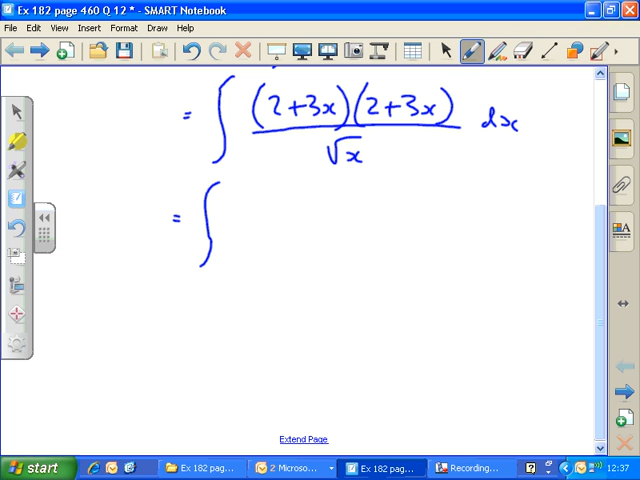 Ex 182 page 460 Q 12 * - SMART Notebook
File Edit View Insert Format Draw Help
= ∫ (2+3x)(2+3x) / √x dx
= ∫
Extend Page
start Ex 182 pag... 2 Microso... Ex 182 pag... Recording... 12:37